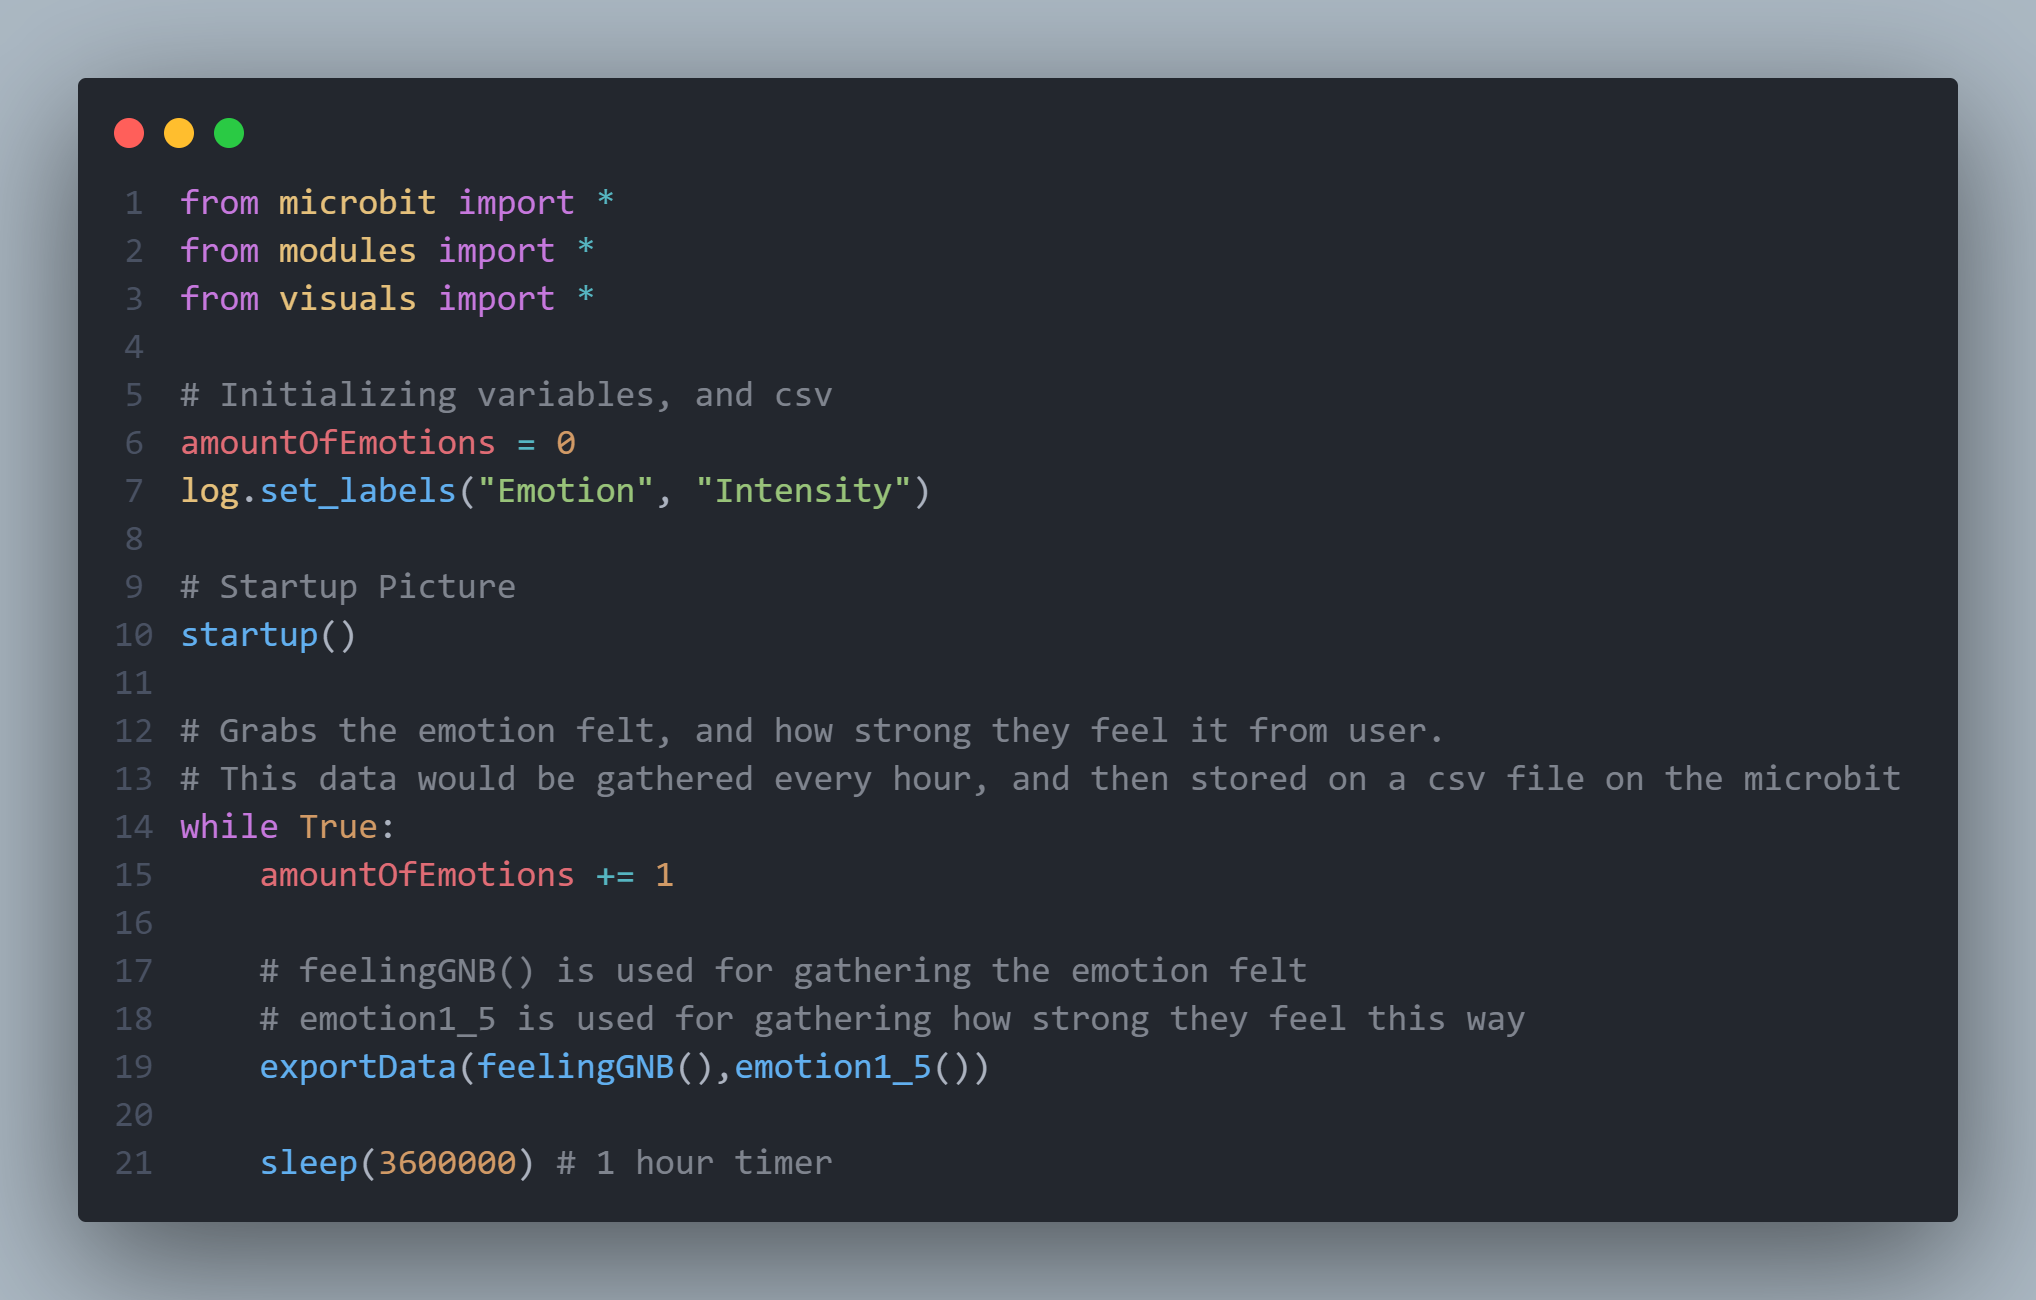 1 from microbit import *
2 from modules import *
3 from visuals import *
4
5 # Initializing variables, and csv
6 amountOfEmotions = 0
7 log.set_labels("Emotion", "Intensity")
8
9 # Startup Picture
10 startup()
11
12 # Grabs the emotion felt, and how strong they feel it from user.
13 # This data would be gathered every hour, and then stored on a csv file on the microbit
14 while True:
15     amountOfEmotions += 1
16
17     # feelingGNB() is used for gathering the emotion felt
18     # emotion1_5 is used for gathering how strong they feel this way
19     exportData(feelingGNB(),emotion1_5())
20
21     sleep(3600000) # 1 hour timer